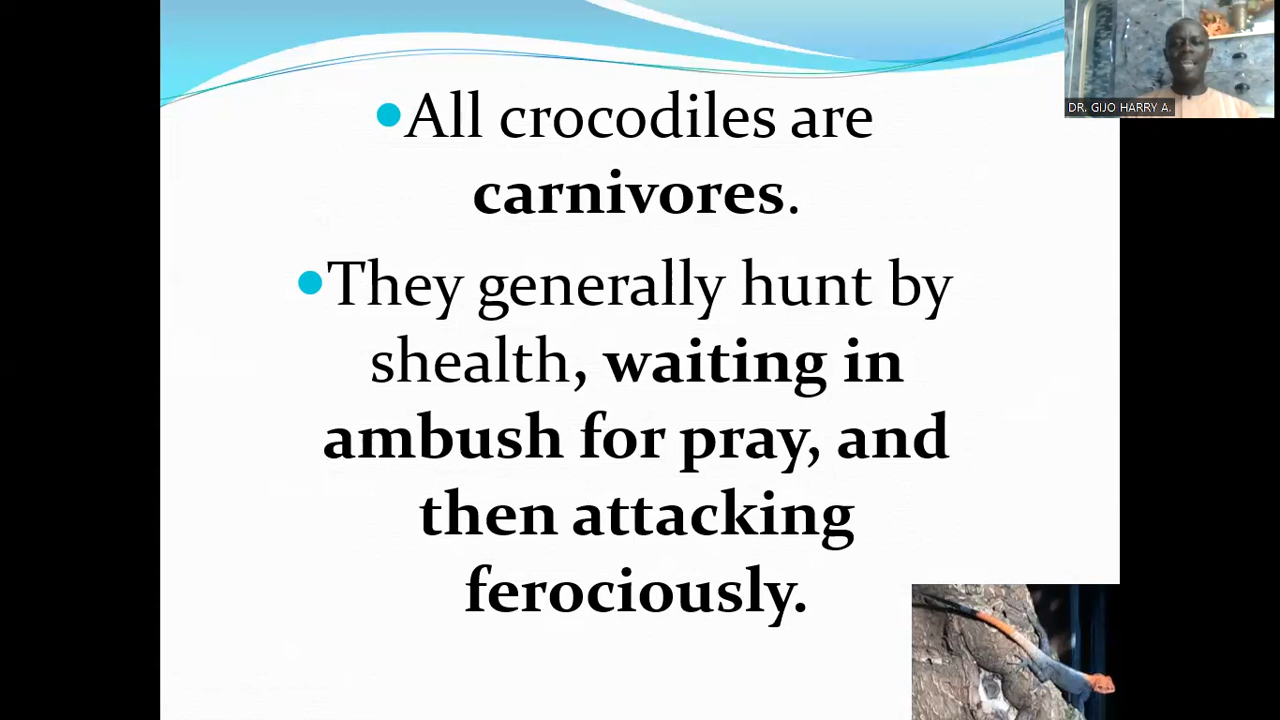 •All crocodiles are
carnivores.
•They generally hunt by
shealth, waiting in
ambush for pray, and
then attacking
ferociously.
DR. GIJO HARRY A.